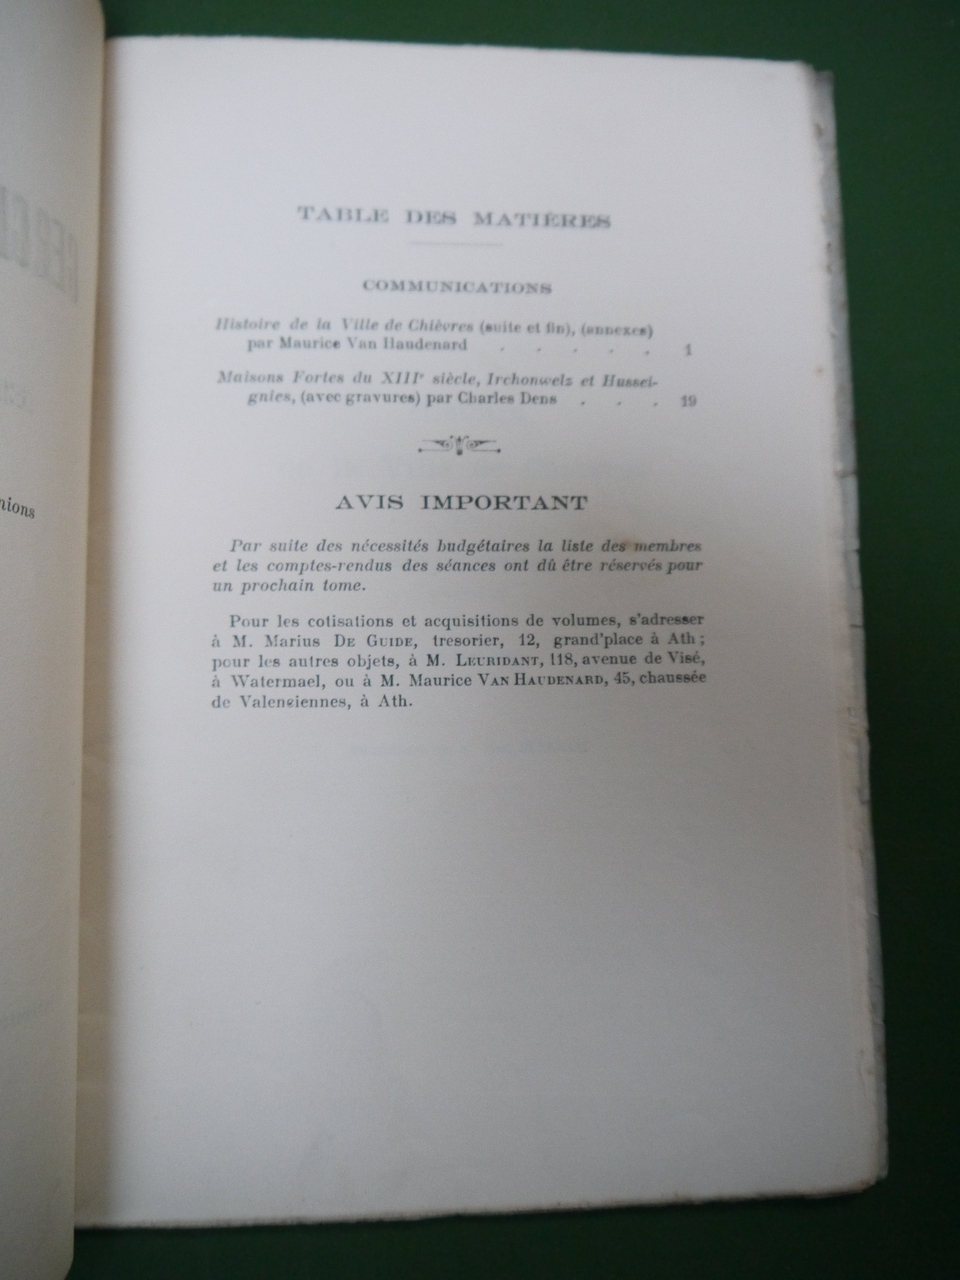 TABLE DES MATIÈRES
COMMUNICATIONS
Histoire de la Ville de Chièvres (suite et fin), (annexes)
par Maurice Van Haudenard . . . . . 1
Maisons Fortes du XIIIe siècle, Irchonwelz et Hussei-
gnies, (avec gravures) par Charles Dens . . . 19
AVIS IMPORTANT
Par suite des nécessités budgétaires la liste des membres
et les comptes-rendus des séances ont dû être réservés pour
un prochain tome.
Pour les cotisations et acquisitions de volumes, s'adresser
à M. Marius DE GUIDE, tresorier, 12, grand'place à Ath ;
pour les autres objets, à M. LEURIDANT, 118, avenue de Visé,
à Watermael, ou à M. Maurice VAN HAUDENARD, 45, chaussée
de Valenciennes, à Ath.
nions